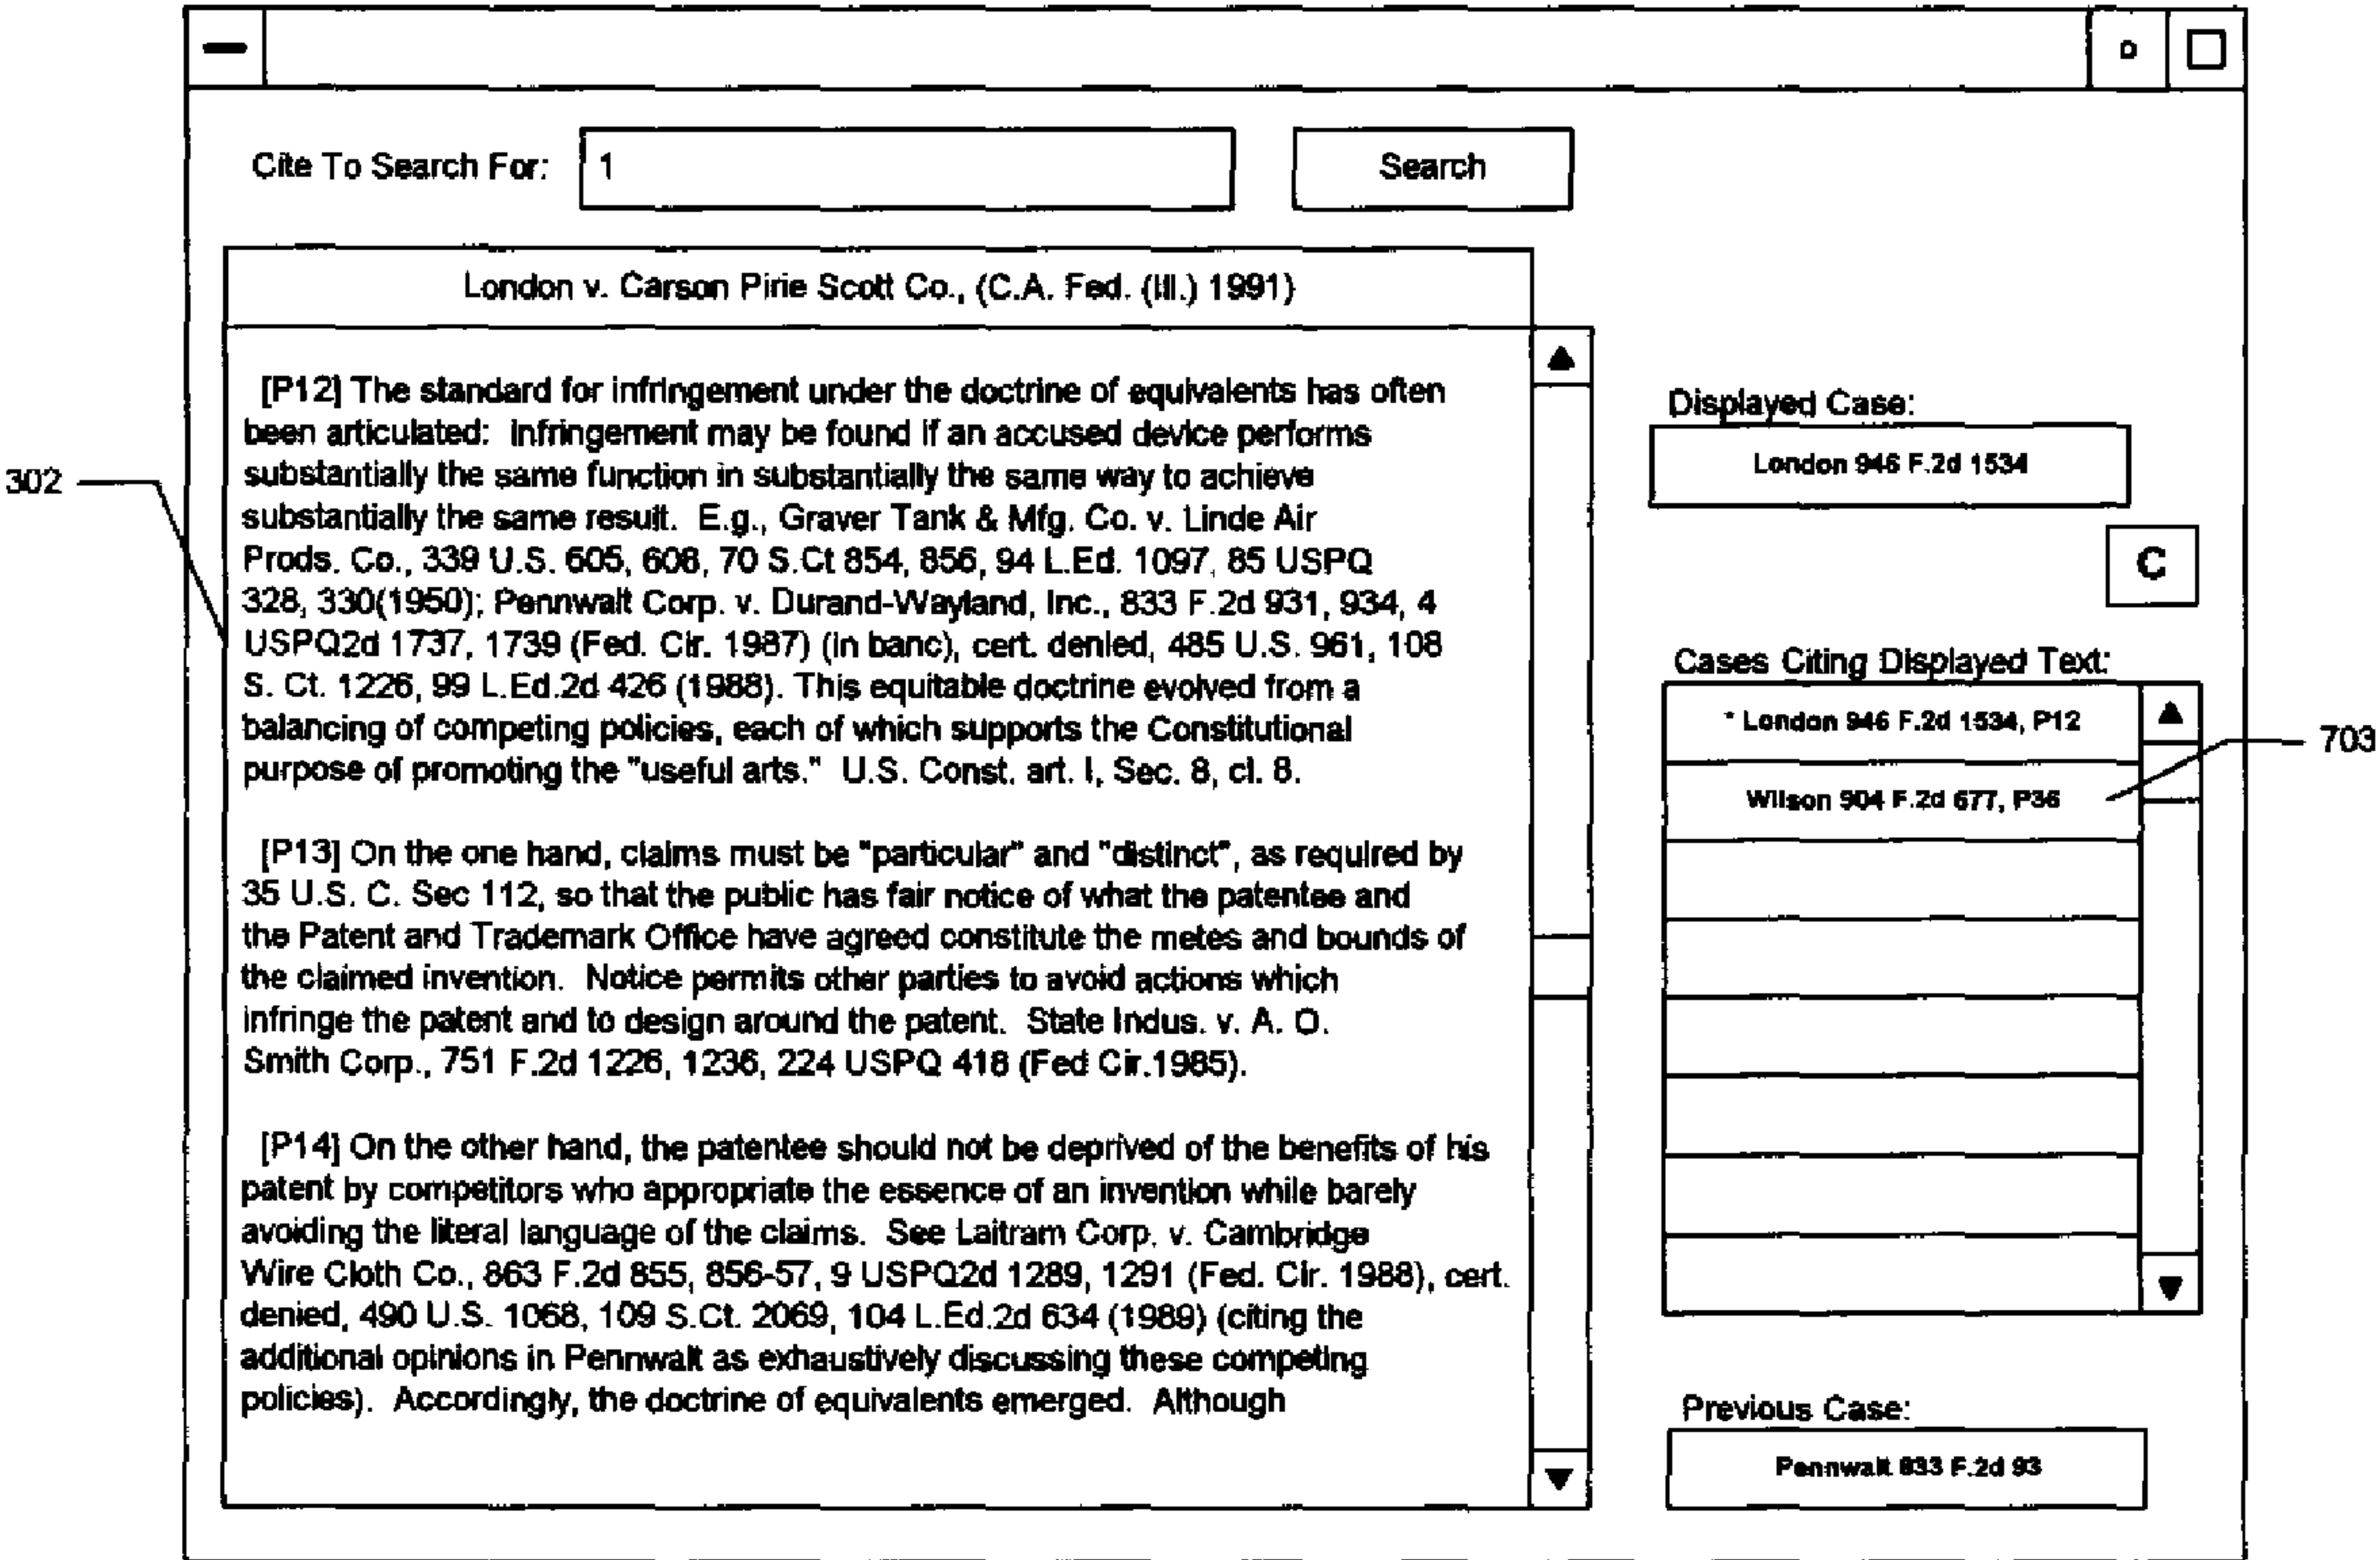 Cite To Search For: 1 Search
London v. Carson Pirie Scott Co., (C.A. Fed. (Ill.) 1991)
[P12] The standard for infringement under the doctrine of equivalents has often
been articulated: infringement may be found if an accused device performs
substantially the same function in substantially the same way to achieve
substantially the same result. E.g., Graver Tank & Mfg. Co. v. Linde Air
Prods. Co., 339 U.S. 605, 608, 70 S.Ct 854, 856, 94 L.Ed. 1097, 85 USPQ
328, 330(1950); Pennwalt Corp. v. Durand-Wayland, Inc., 833 F.2d 931, 934, 4
USPQ2d 1737, 1739 (Fed. Cir. 1987) (in banc), cert. denied, 485 U.S. 961, 108
S. Ct. 1226, 99 L.Ed.2d 426 (1988). This equitable doctrine evolved from a
balancing of competing policies, each of which supports the Constitutional
purpose of promoting the "useful arts." U.S. Const. art. I, Sec. 8, cl. 8.
[P13] On the one hand, claims must be "particular" and "distinct", as required by
35 U.S. C. Sec 112, so that the public has fair notice of what the patentee and
the Patent and Trademark Office have agreed constitute the metes and bounds of
the claimed invention. Notice permits other parties to avoid actions which
infringe the patent and to design around the patent. State Indus. v. A. O.
Smith Corp., 751 F.2d 1226, 1236, 224 USPQ 418 (Fed Cir.1985).
[P14] On the other hand, the patentee should not be deprived of the benefits of his
patent by competitors who appropriate the essence of an invention while barely
avoiding the literal language of the claims. See Laitram Corp. v. Cambridge
Wire Cloth Co., 863 F.2d 855, 856-57, 9 USPQ2d 1289, 1291 (Fed. Cir. 1988), cert.
denied, 490 U.S. 1068, 109 S.Ct. 2069, 104 L.Ed.2d 634 (1989) (citing the
additional opinions in Pennwalt as exhaustively discussing these competing
policies). Accordingly, the doctrine of equivalents emerged. Although
302
Displayed Case:
London 946 F.2d 1534
C
Cases Citing Displayed Text:
* London 946 F.2d 1534, P12
Wilson 904 F.2d 677, P36
703
Previous Case:
Pennwalt 833 F.2d 93